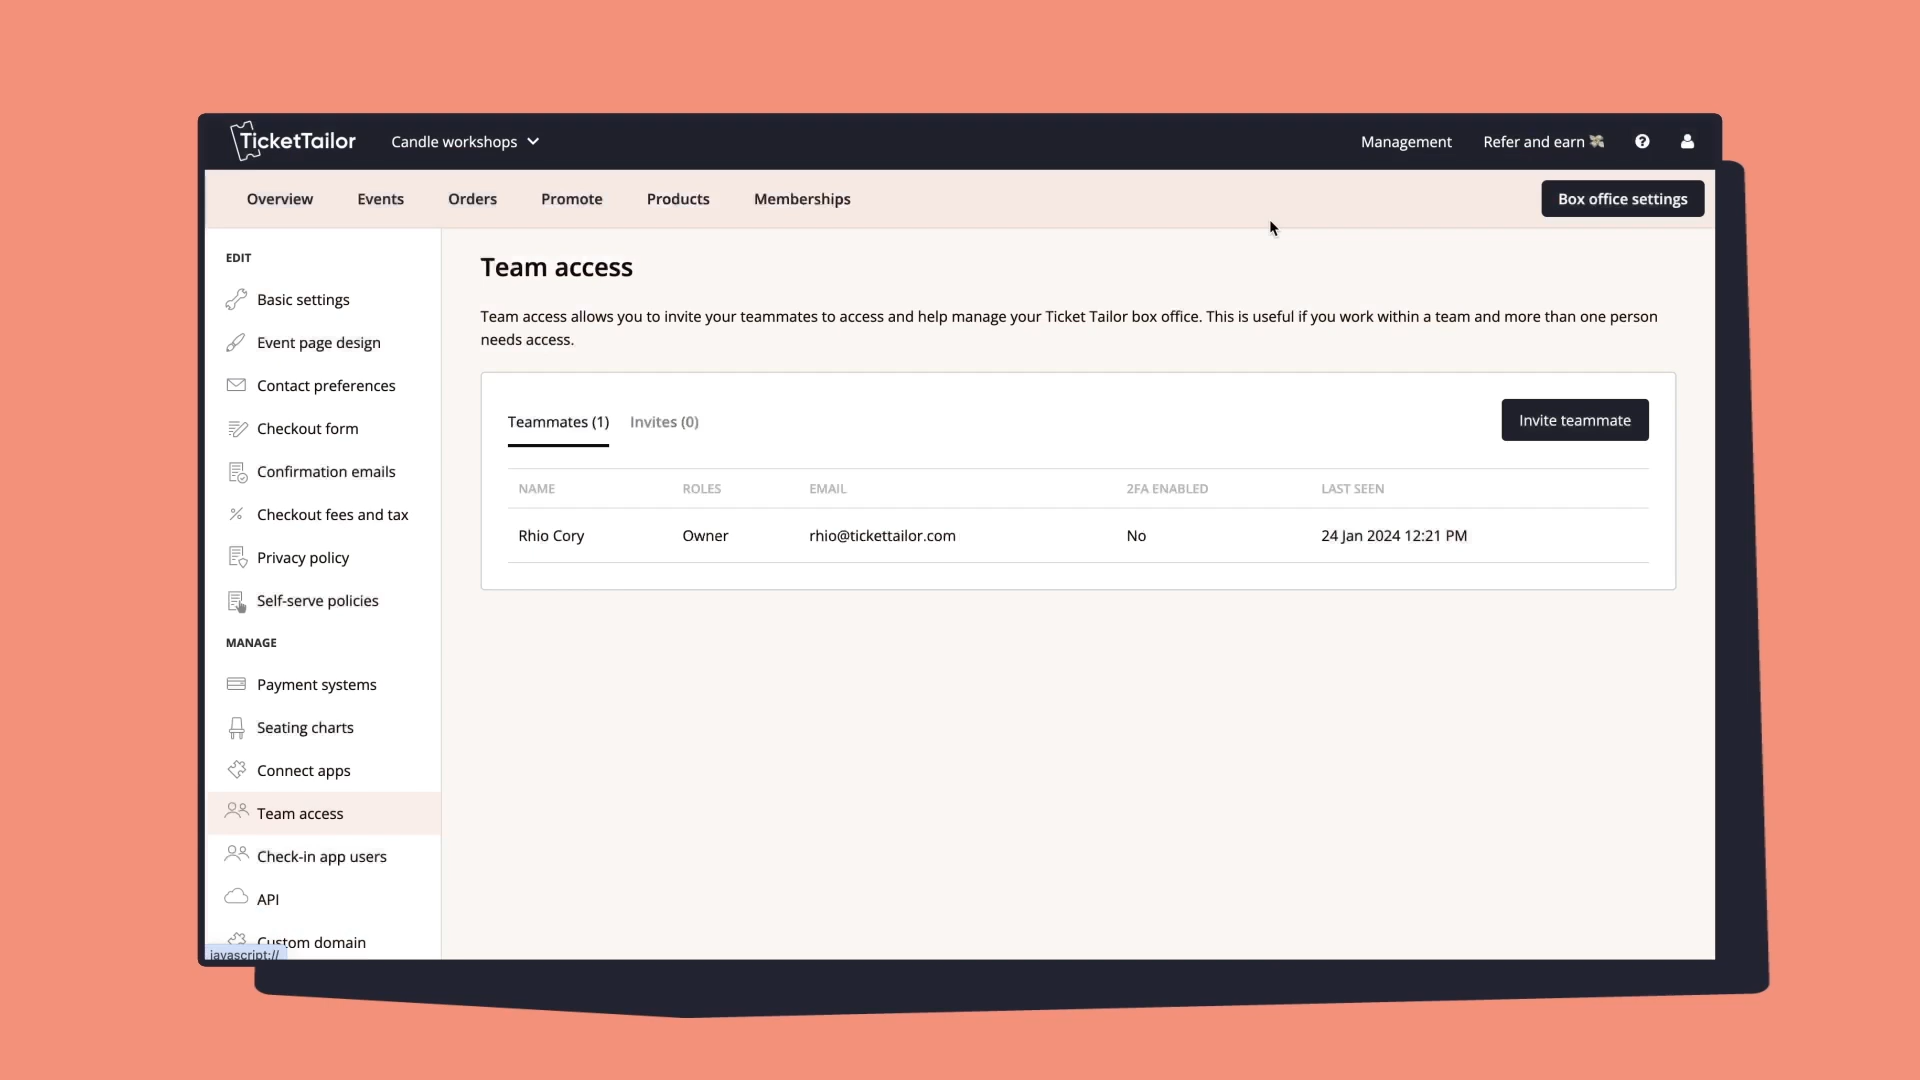 TicketTailor
Candle workshops
Management
Refer and earn
Overview
Events
Orders
Promote
Products
Memberships
Box office settings
EDIT
Basic settings
Event page design
Contact preferences
Checkout form
Confirmation emails
Checkout fees and tax
Privacy policy
Self-serve policies
MANAGE
Payment systems
Seating charts
Connect apps
Team access
Check-in app users
API
Custom domain
javascript://
Team access
Team access allows you to invite your teammates to access and help manage your Ticket Tailor box office. This is useful if you work within a team and more than one person
needs access.
Teammates (1)
Invites (0)
Invite teammate
NAME ROLES EMAIL 2FA ENABLED LAST SEEN
Rhio Cory Owner rhio@tickettailor.com No 24 Jan 2024 12:21 PM